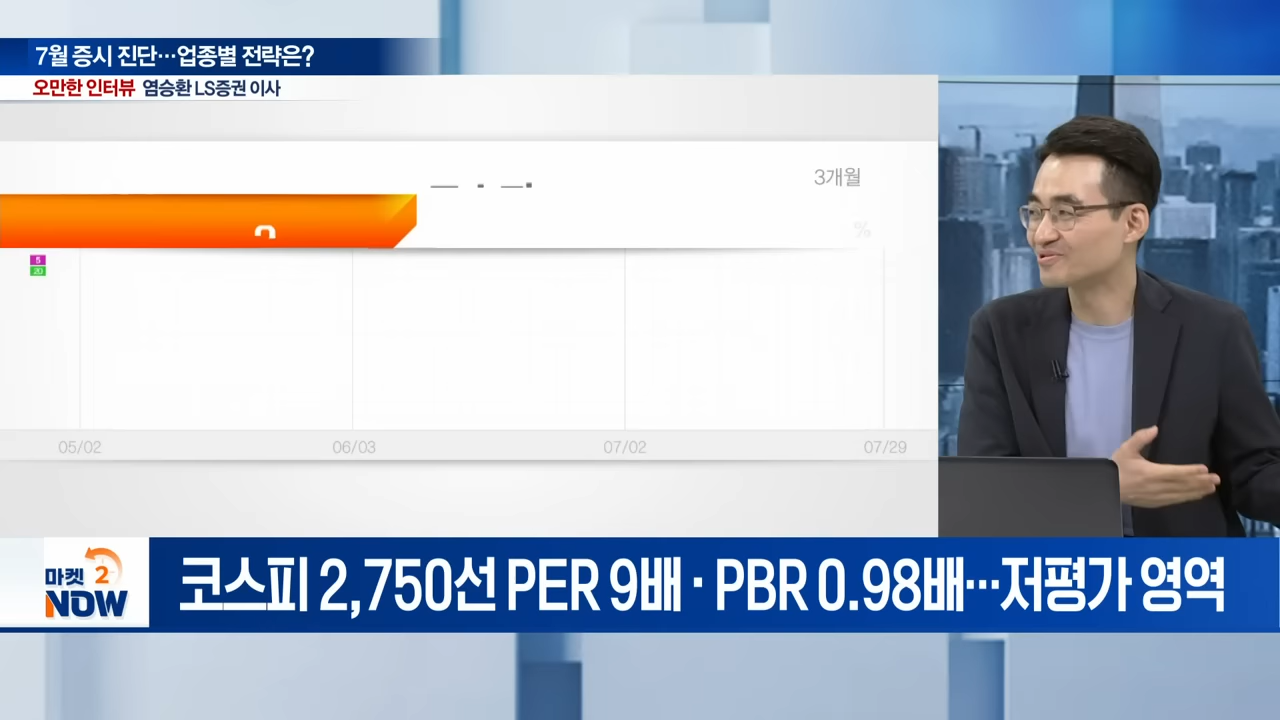 7월 증시 진단…업종별 전략은?
오만한 인터뷰 염승환 LS증권 이사
3개월
%
5
20
05/02 06/03 07/02 07/29
마켓 2
NOW
코스피 2,750선 PER 9배·PBR 0.98배…저평가 영역